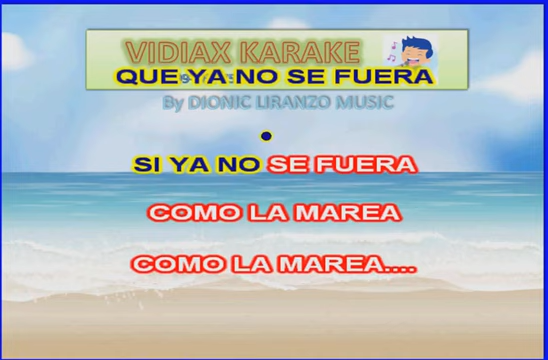 VIDIAX KARAKE
QUE YA NO SE FUERA
By DIONIC LIRANZO MUSIC
SI YA NO SE FUERA
COMO LA MAREA
COMO LA MAREA....